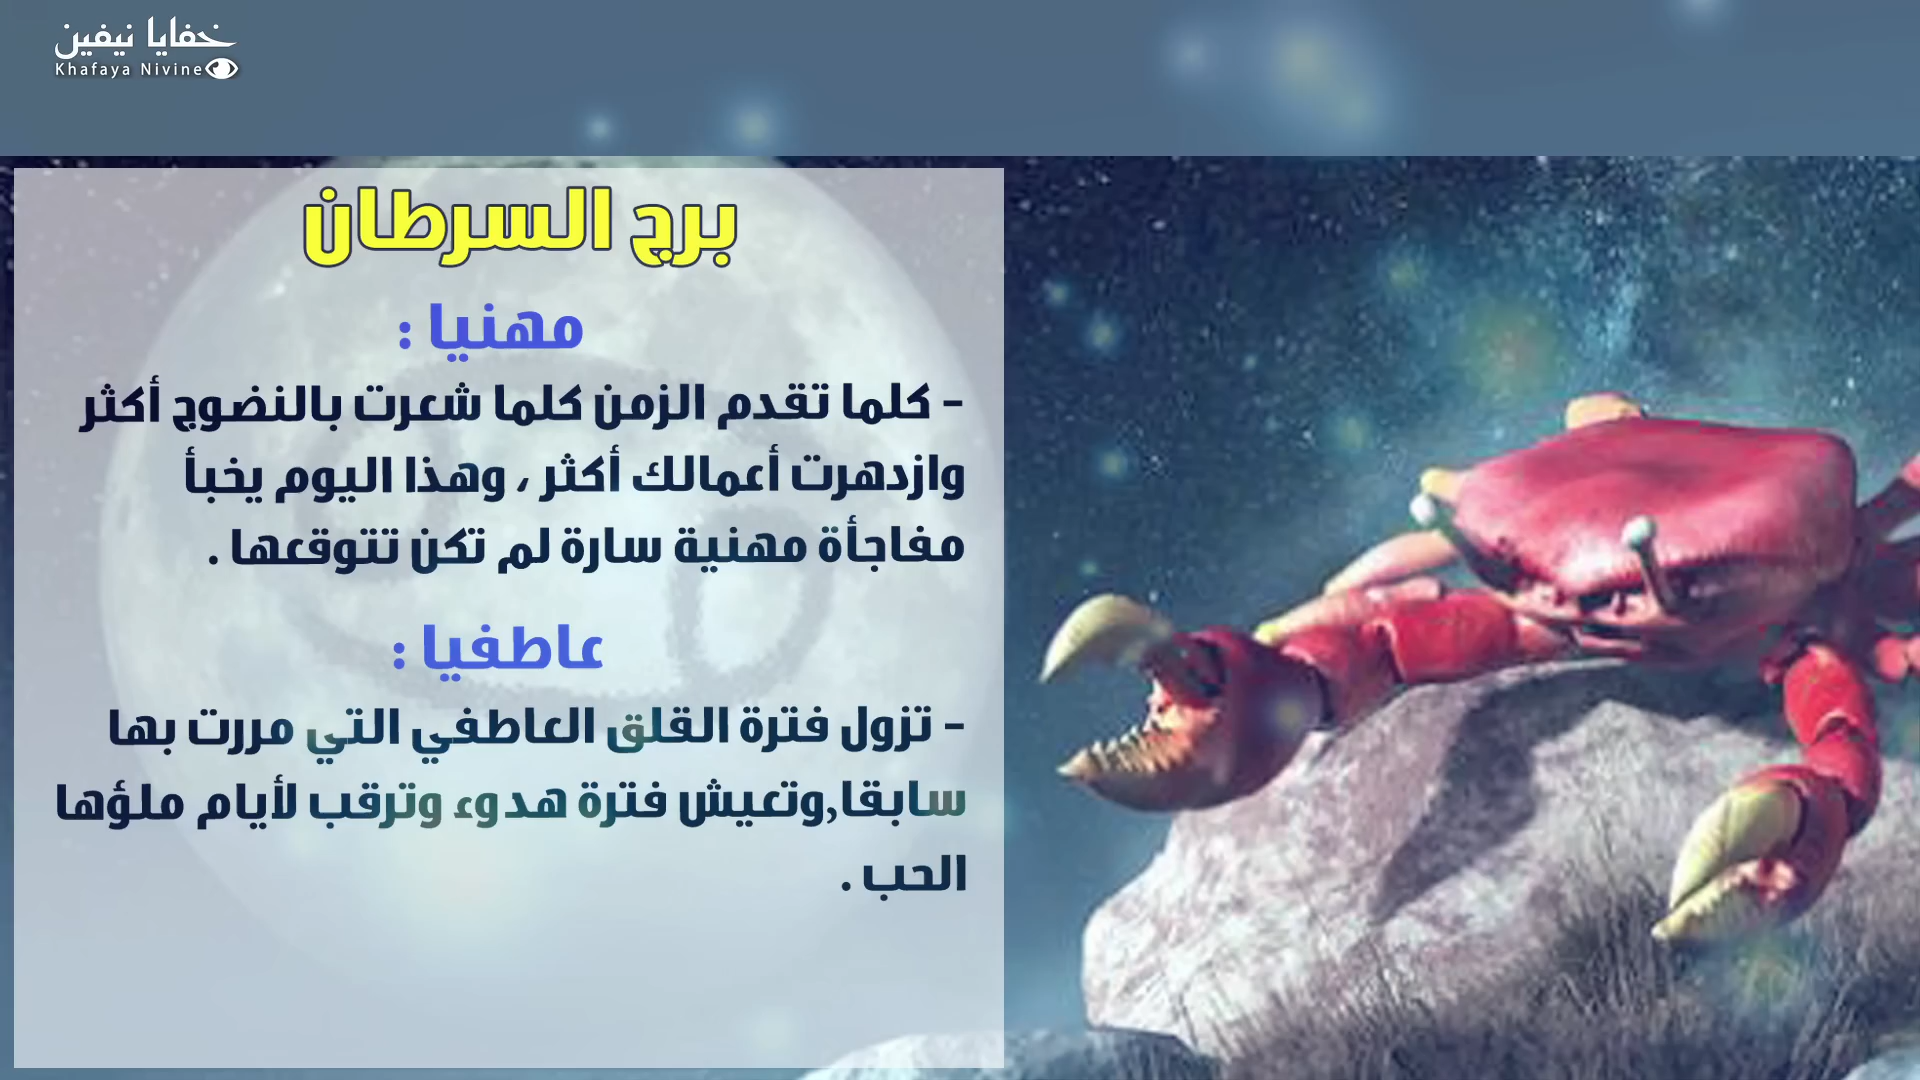 خفايا نيفين
Khafaya Nivine
برج السرطان
مهنيا :
- كلما تقدم الزمن كلما شعرت بالنضوج أكثر
وازدهرت أعمالك أكثر ، وهذا اليوم يخبأ
مفاجأة مهنية سارة لم تكن تتوقعها .
عاطفيا :
- تزول فترة القلق العاطفي التي مررت بها
سابقا,وتعيش فترة هدوء وترقب لأيام ملؤها
الحب .